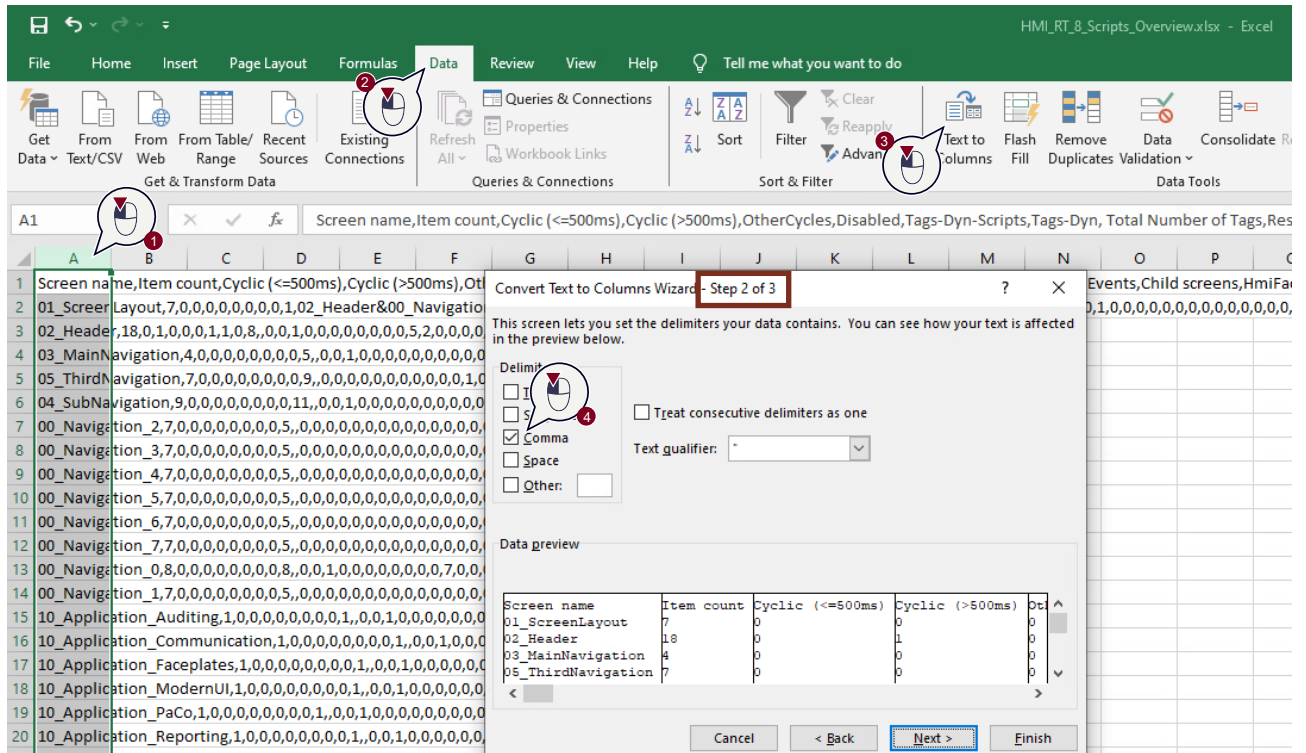 HMI_RT_8_Scripts_Overview.xlsx - Excel
File Home Insert Page Layout Formulas Data Review View Help Tell me what you want to do
2
Get Data From Text/CSV From Web From Table/ Range Recent Sources Existing Connections
Refresh All
Queries & Connections
Properties
Workbook Links
Sort
Filter
Clear
Reapply
Advan
3
Text to Columns Flash Fill Remove Duplicates Data Validation Consolidate
Get & Transform Data Queries & Connections Sort & Filter Data Tools
A1 fx Screen name,Item count,Cyclic (<=500ms),Cyclic (>500ms),OtherCycles,Disabled,Tags-Dyn-Scripts,Tags-Dyn, Total Number of Tags,Res
1
A B C D E F G H I J K L M N O P
1 Screen name,Item count,Cyclic (<=500ms),Cyclic (>500ms),Otl
Events,Child screens,HmiFac
2 01_ScreenLayout,7,0,0,0,0,0,0,0,1,02_Header&00_Navigatio
3 02_Header,18,0,1,0,0,0,1,1,0,8,,0,0,1,0,0,0,0,0,0,0,5,2,0,0,0,0
4 03_MainNavigation,4,0,0,0,0,0,0,0,0,5,,0,0,1,0,0,0,0,0,0,0,0,0,0
5 05_ThirdNavigation,7,0,0,0,0,0,0,0,0,9,,0,0,0,0,0,0,0,0,0,0,1,0
6 04_SubNavigation,9,0,0,0,0,0,0,0,0,11,,0,0,1,0,0,0,0,0,0,0,0,0
7 00_Navigation_2,7,0,0,0,0,0,0,0,0,5,,0,0,0,0,0,0,0,0,0,0,0,0,0
8 00_Navigation_3,7,0,0,0,0,0,0,0,0,5,,0,0,0,0,0,0,0,0,0,0,0,0,0
9 00_Navigation_4,7,0,0,0,0,0,0,0,0,5,,0,0,0,0,0,0,0,0,0,0,0,0,0
10 00_Navigation_5,7,0,0,0,0,0,0,0,0,5,,0,0,0,0,0,0,0,0,0,0,0,0,0
11 00_Navigation_6,7,0,0,0,0,0,0,0,0,5,,0,0,0,0,0,0,0,0,0,0,0,0,0
12 00_Navigation_7,7,0,0,0,0,0,0,0,0,5,,0,0,0,0,0,0,0,0,0,0,0,0,0
13 00_Navigation_0,8,0,0,0,0,0,0,0,0,8,,0,0,1,0,0,0,0,0,0,0,7,0,0
14 00_Navigation_1,7,0,0,0,0,0,0,0,0,5,,0,0,0,0,0,0,0,0,0,0,0,0,0
15 10_Application_Auditing,1,0,0,0,0,0,0,0,0,1,,0,0,1,0,0,0,0,0,0
16 10_Application_Communication,1,0,0,0,0,0,0,0,0,1,,0,0,1,0,0
17 10_Application_Faceplates,1,0,0,0,0,0,0,0,0,1,,0,0,1,0,0,0,0,0
18 10_Application_ModernUI,1,0,0,0,0,0,0,0,0,1,,0,0,1,0,0,0,0,0
19 10_Application_PaCo,1,0,0,0,0,0,0,0,0,1,,0,0,1,0,0,0,0,0,0,0,0
20 10_Application_Reporting,1,0,0,0,0,0,0,0,0,1,,0,0,1,0,0,0,0,0
Convert Text to Columns Wizard - Step 2 of 3 ?
This screen lets you set the delimiters your data contains. You can see how your text is affected
in the preview below.
4
Comma
Space
Other:
Treat consecutive delimiters as one
Text qualifier: "
Data preview
Screen name Item count Cyclic (<=500ms) Cyclic (>500ms) Otl
01_ScreenLayout 7 0 0 0
02_Header 18 0 1 0
03_MainNavigation 4 0 0 0
05_ThirdNavigation 7 0 0 0
Cancel < Back Next > Finish